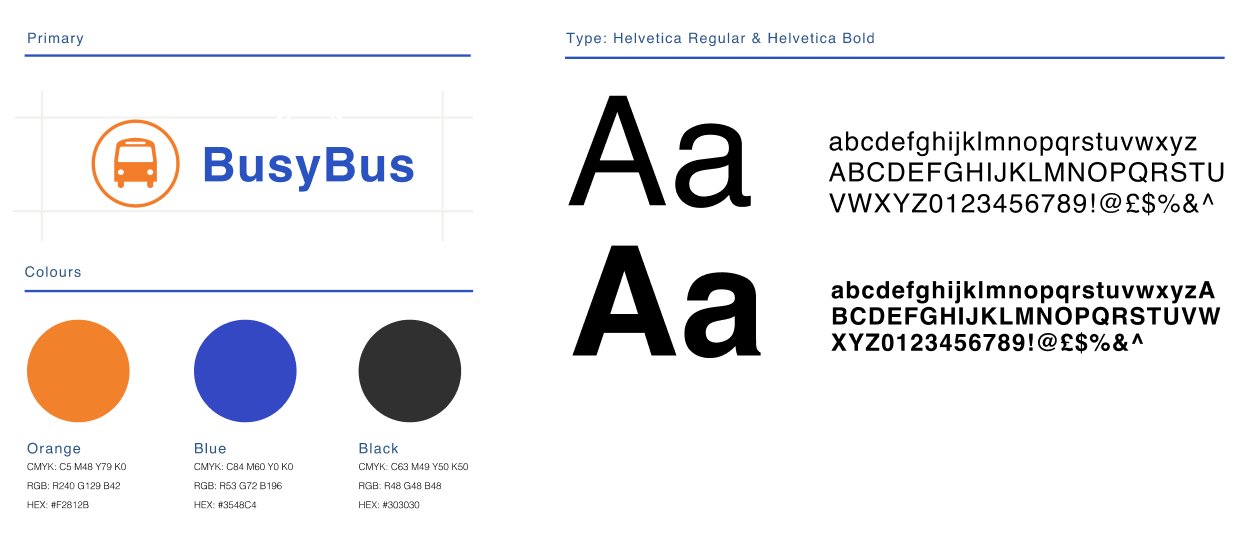 Primary
BusyBus
Colours
Orange
CMYK: C5 M48 Y79 K0
RGB: R240 G129 B42
HEX: #F2812B
Blue
CMYK: C84 M60 Y0 K0
RGB: R53 G72 B196
HEX: #3548C4
Black
CMYK: C63 M49 Y50 K50
RGB: R48 G48 B48
HEX: #303030
Type: Helvetica Regular & Helvetica Bold
Aa
abcdefghijklmnopqrstuvwxyz
ABCDEFGHIJKLMNOPQRSTU
VWXYZ0123456789!@£$%&^
Aa
abcdefghijklmnopqrstuvwxyzA
BCDEFGHIJKLMNOPQRSTUVW
XYZ0123456789!@£$%&^